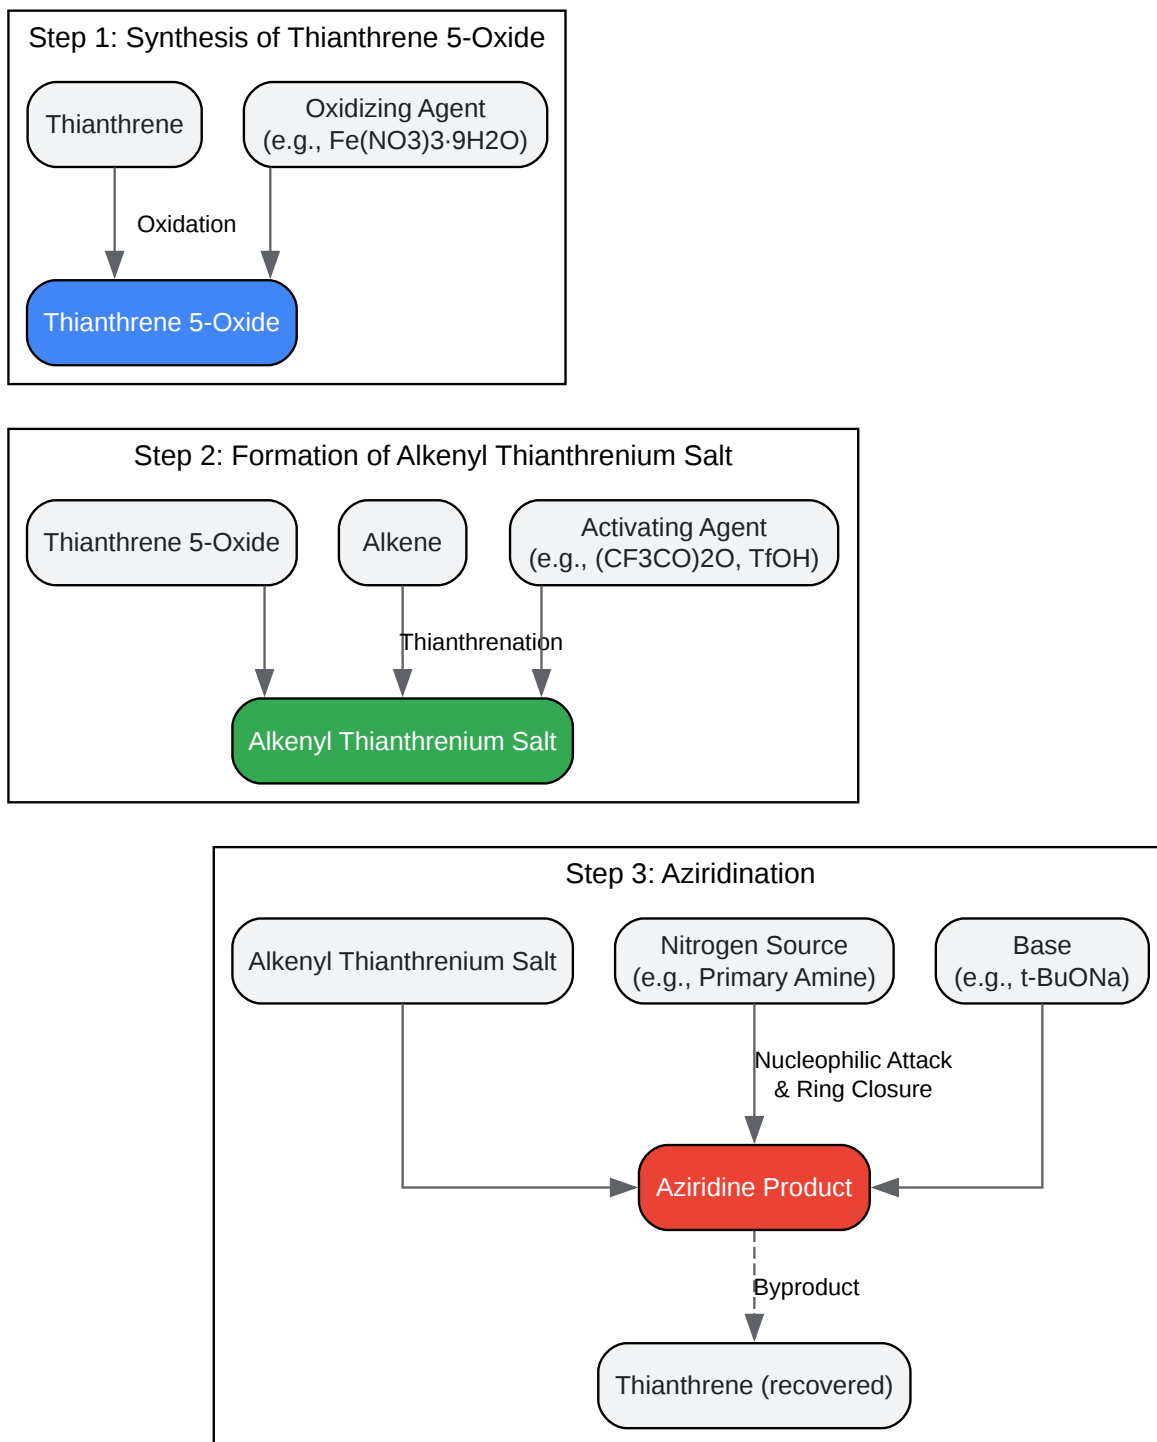 Step 1: Synthesis of Thianthrene 5-Oxide
Thianthrene
Oxidizing Agent
(e.g., Fe(NO3)3·9H2O)
Oxidation
Thianthrene 5-Oxide
Step 2: Formation of Alkenyl Thianthrenium Salt
Thianthrene 5-Oxide
Alkene
Activating Agent
(e.g., (CF3CO)2O, TfOH)
Thianthrenation
Alkenyl Thianthrenium Salt
Step 3: Aziridination
Alkenyl Thianthrenium Salt
Nitrogen Source
(e.g., Primary Amine)
Base
(e.g., t-BuONa)
Nucleophilic Attack
& Ring Closure
Aziridine Product
Byproduct
Thianthrene (recovered)